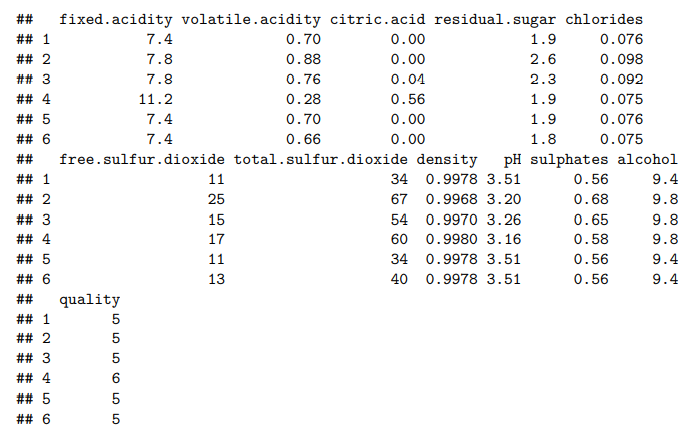 ##   fixed.acidity volatile.acidity citric.acid residual.sugar chlorides
## 1           7.4             0.70        0.00            1.9     0.076
## 2           7.8             0.88        0.00            2.6     0.098
## 3           7.8             0.76        0.04            2.3     0.092
## 4          11.2             0.28        0.56            1.9     0.075
## 5           7.4             0.70        0.00            1.9     0.076
## 6           7.4             0.66        0.00            1.8     0.075
##   free.sulfur.dioxide total.sulfur.dioxide density   pH sulphates alcohol
## 1                  11                   34  0.9978 3.51      0.56     9.4
## 2                  25                   67  0.9968 3.20      0.68     9.8
## 3                  15                   54  0.9970 3.26      0.65     9.8
## 4                  17                   60  0.9980 3.16      0.58     9.8
## 5                  11                   34  0.9978 3.51      0.56     9.4
## 6                  13                   40  0.9978 3.51      0.56     9.4
##   quality
## 1       5
## 2       5
## 3       5
## 4       6
## 5       5
## 6       5